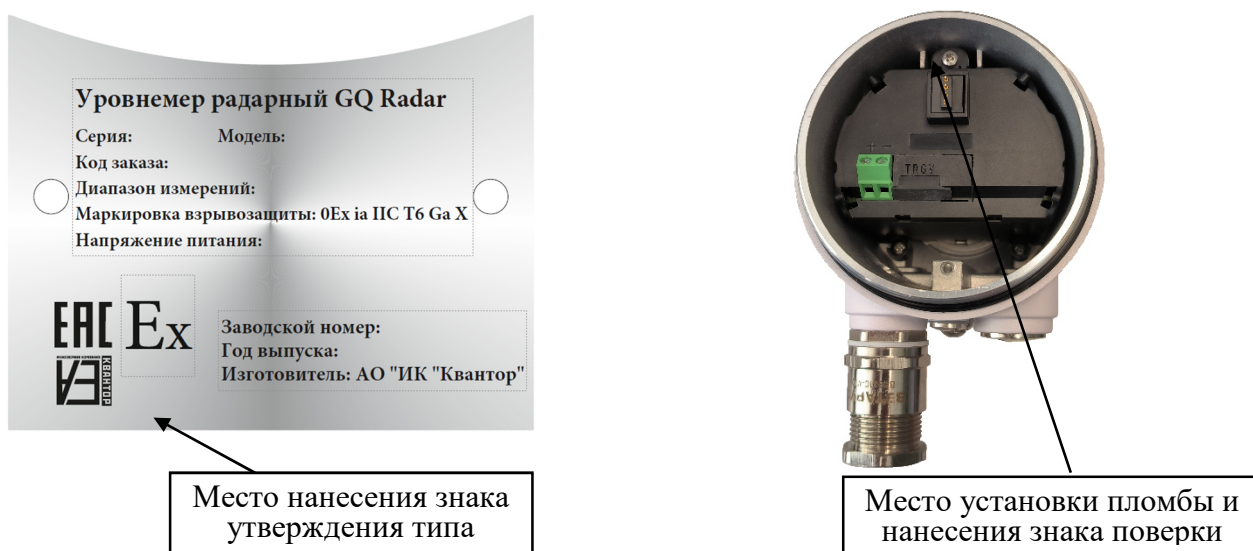 Уровнемер радарный GQ Radar
Серия: Модель:
Код заказа:
Диапазон измерений:
Маркировка взрывозащиты: 0Ex ia IIC T6 Ga X
Напряжение питания:
EAC Ex
КВАНТОР
Заводской номер:
Год выпуска:
Изготовитель: АО "ИК "Квантор"
Место нанесения знака
утверждения типа
+ −
Место установки пломбы и
нанесения знака поверки